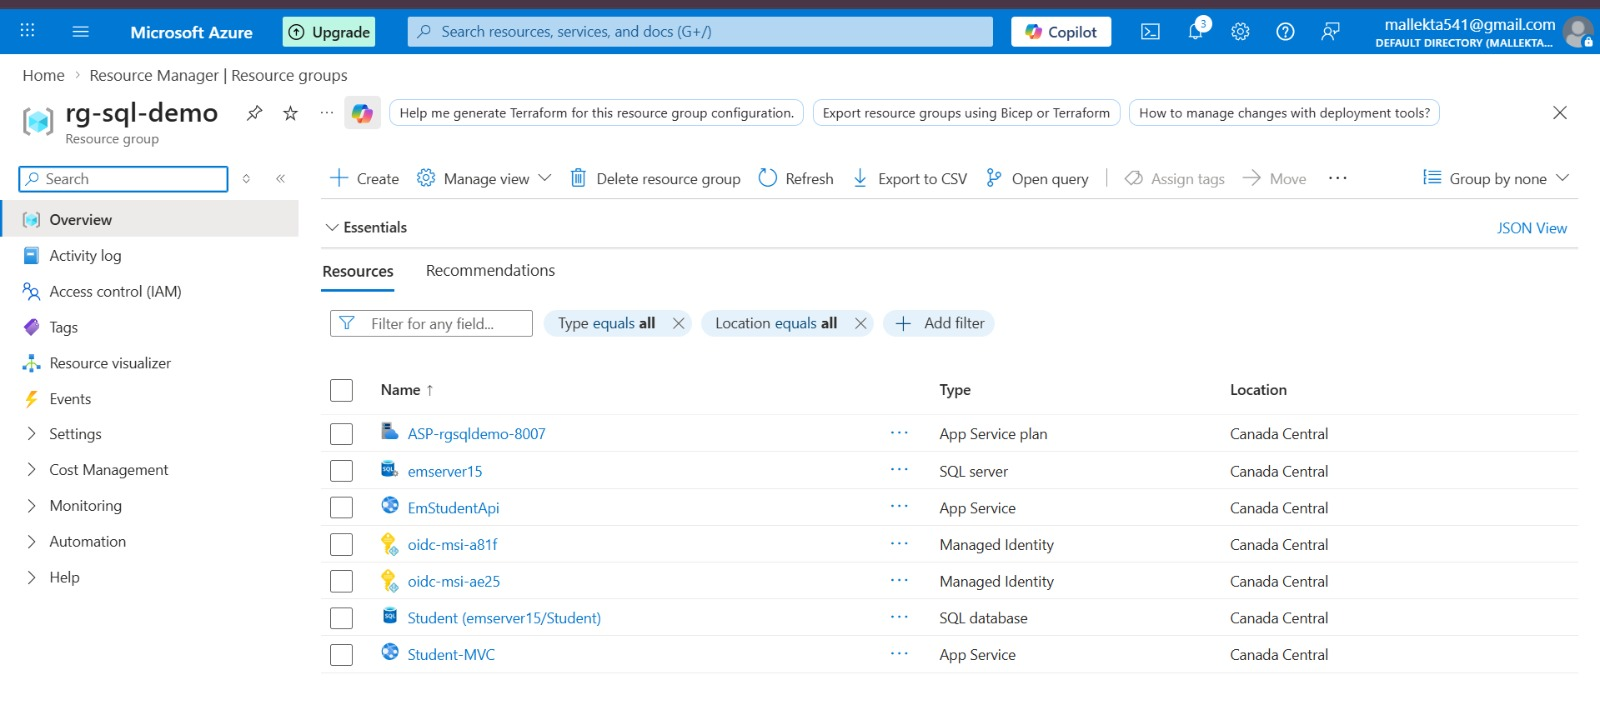 Microsoft Azure
Upgrade
Search resources, services, and docs (G+/)
Copilot
3
mallekta541@gmail.com
DEFAULT DIRECTORY (MALLEKTA...
Home > Resource Manager | Resource groups
rg-sql-demo
Resource group
...
Help me generate Terraform for this resource group configuration.
Export resource groups using Bicep or Terraform
How to manage changes with deployment tools?
Search
Overview
Activity log
Access control (IAM)
Tags
Resource visualizer
Events
Settings
Cost Management
Monitoring
Automation
Help
Create
Manage view
Delete resource group
Refresh
Export to CSV
Open query
Assign tags
Move
...
Group by none
Essentials
JSON View
Resources
Recommendations
Filter for any field...
Type equals all
Location equals all
Add filter
Name ↑ Type Location
ASP-rgsqldemo-8007 ... App Service plan Canada Central
emserver15 ... SQL server Canada Central
EmStudentApi ... App Service Canada Central
oidc-msi-a81f ... Managed Identity Canada Central
oidc-msi-ae25 ... Managed Identity Canada Central
Student (emserver15/Student) ... SQL database Canada Central
Student-MVC ... App Service Canada Central